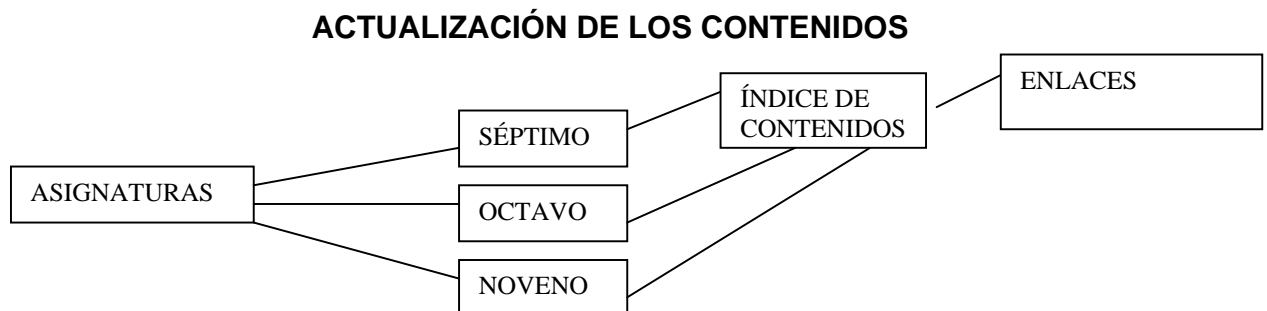 ACTUALIZACIÓN DE LOS CONTENIDOS
ASIGNATURAS
SÉPTIMO
OCTAVO
NOVENO
ÍNDICE DE
CONTENIDOS
ENLACES